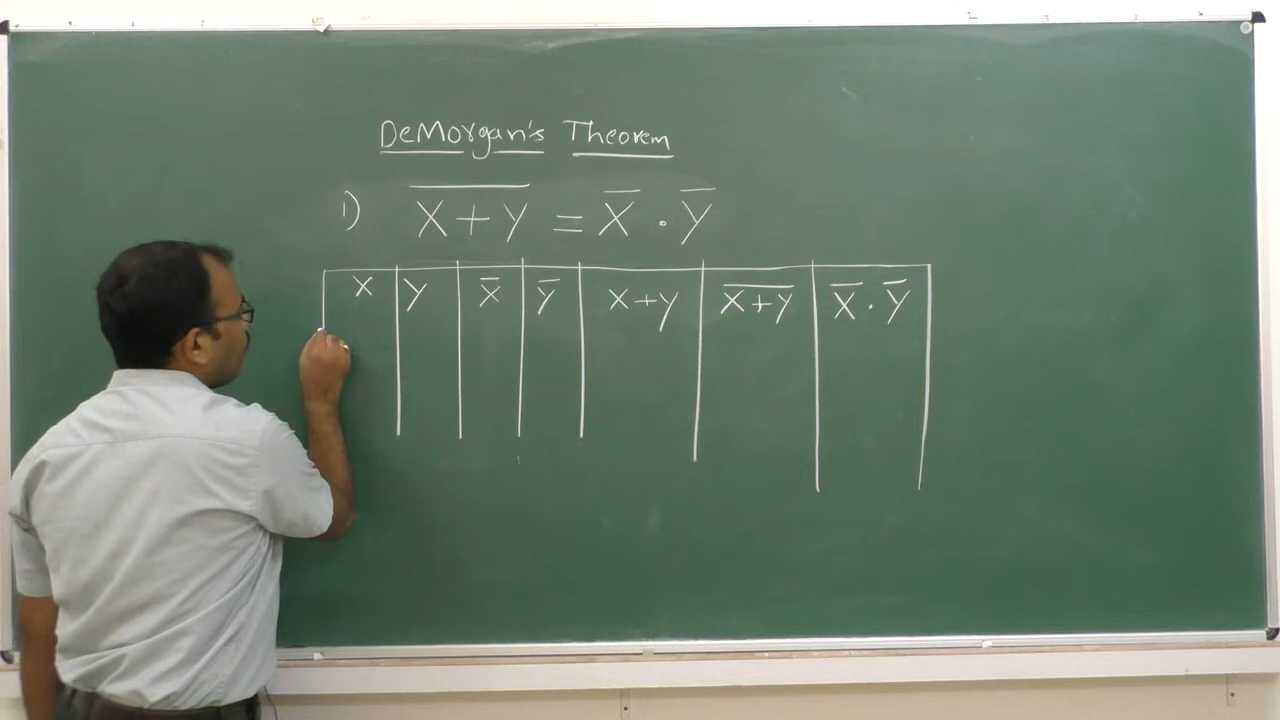 DeMorgan's Theorem
1) X̅+̅Y̅ = X̅ . Y̅
X Y X̅ Y̅ X+Y X̅+̅Y̅ X̅ . Y̅